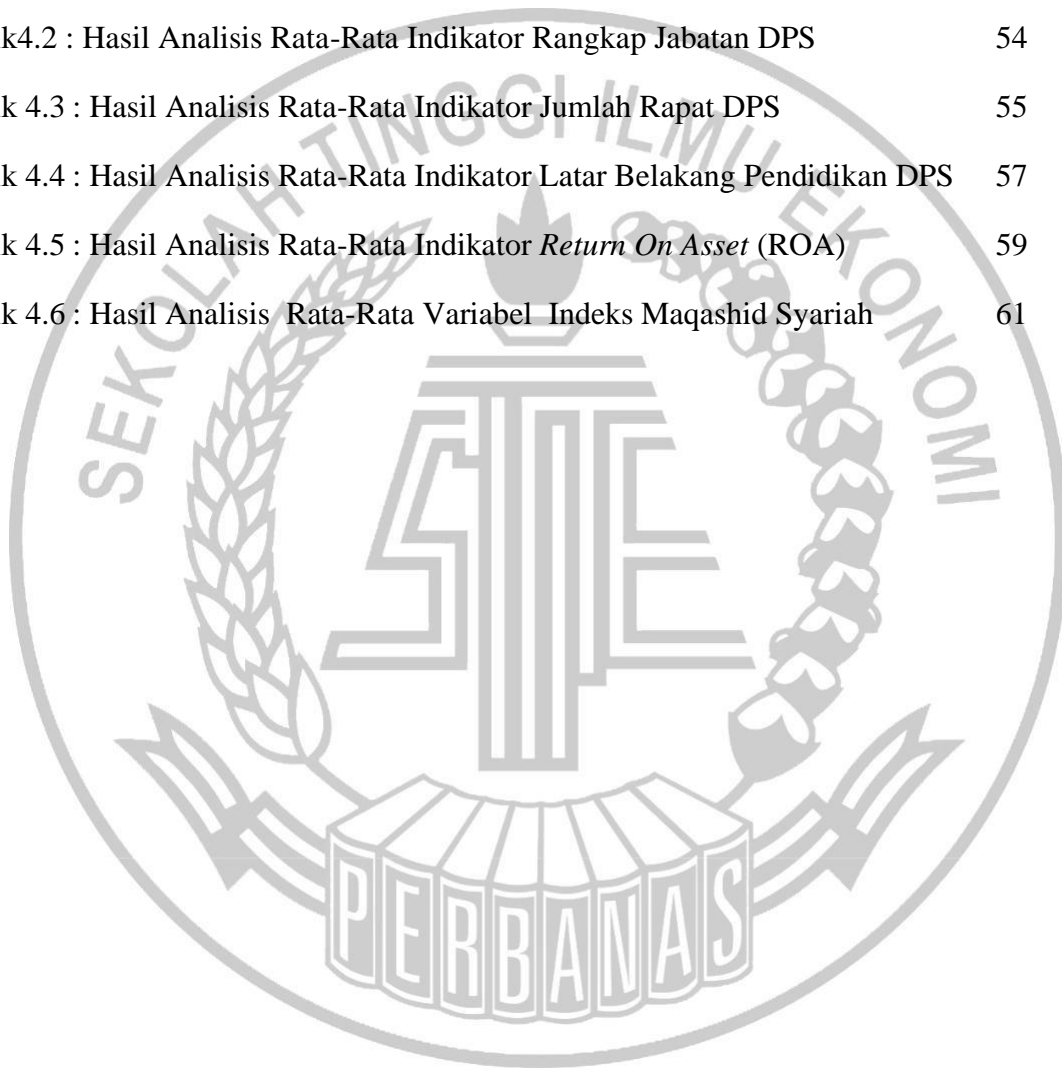 k4.2 : Hasil Analisis Rata-Rata Indikator Rangkap Jabatan DPS 54
k 4.3 : Hasil Analisis Rata-Rata Indikator Jumlah Rapat DPS 55
k 4.4 : Hasil Analisis Rata-Rata Indikator Latar Belakang Pendidikan DPS 57
k 4.5 : Hasil Analisis Rata-Rata Indikator Return On Asset (ROA) 59
k 4.6 : Hasil Analisis Rata-Rata Variabel Indeks Maqashid Syariah 61
SEKOLAH TINGGI ILMU EKONOMI
STIE
PERBANAS